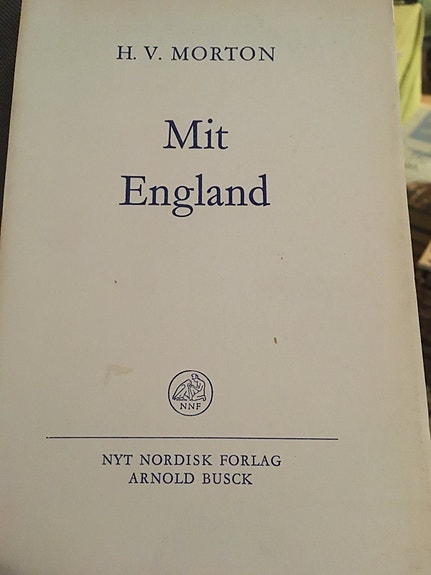 H. V. MORTON
Mit
England
NNF
NYT NORDISK FORLAG
ARNOLD BUSCK